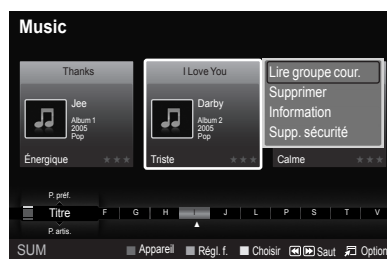 Music
Thanks
Jee
Album 1
2005
Pop
Énergique
I Love You
Darby
Album 2
2005
Pop
Triste
Lire groupe cour.
Supprimer
Information
Supp. sécurité
Calme
P. préf.
Titre F G H I J L P S T V
P. artis.
SUM Appareil Régl. f. Choisir Saut Option